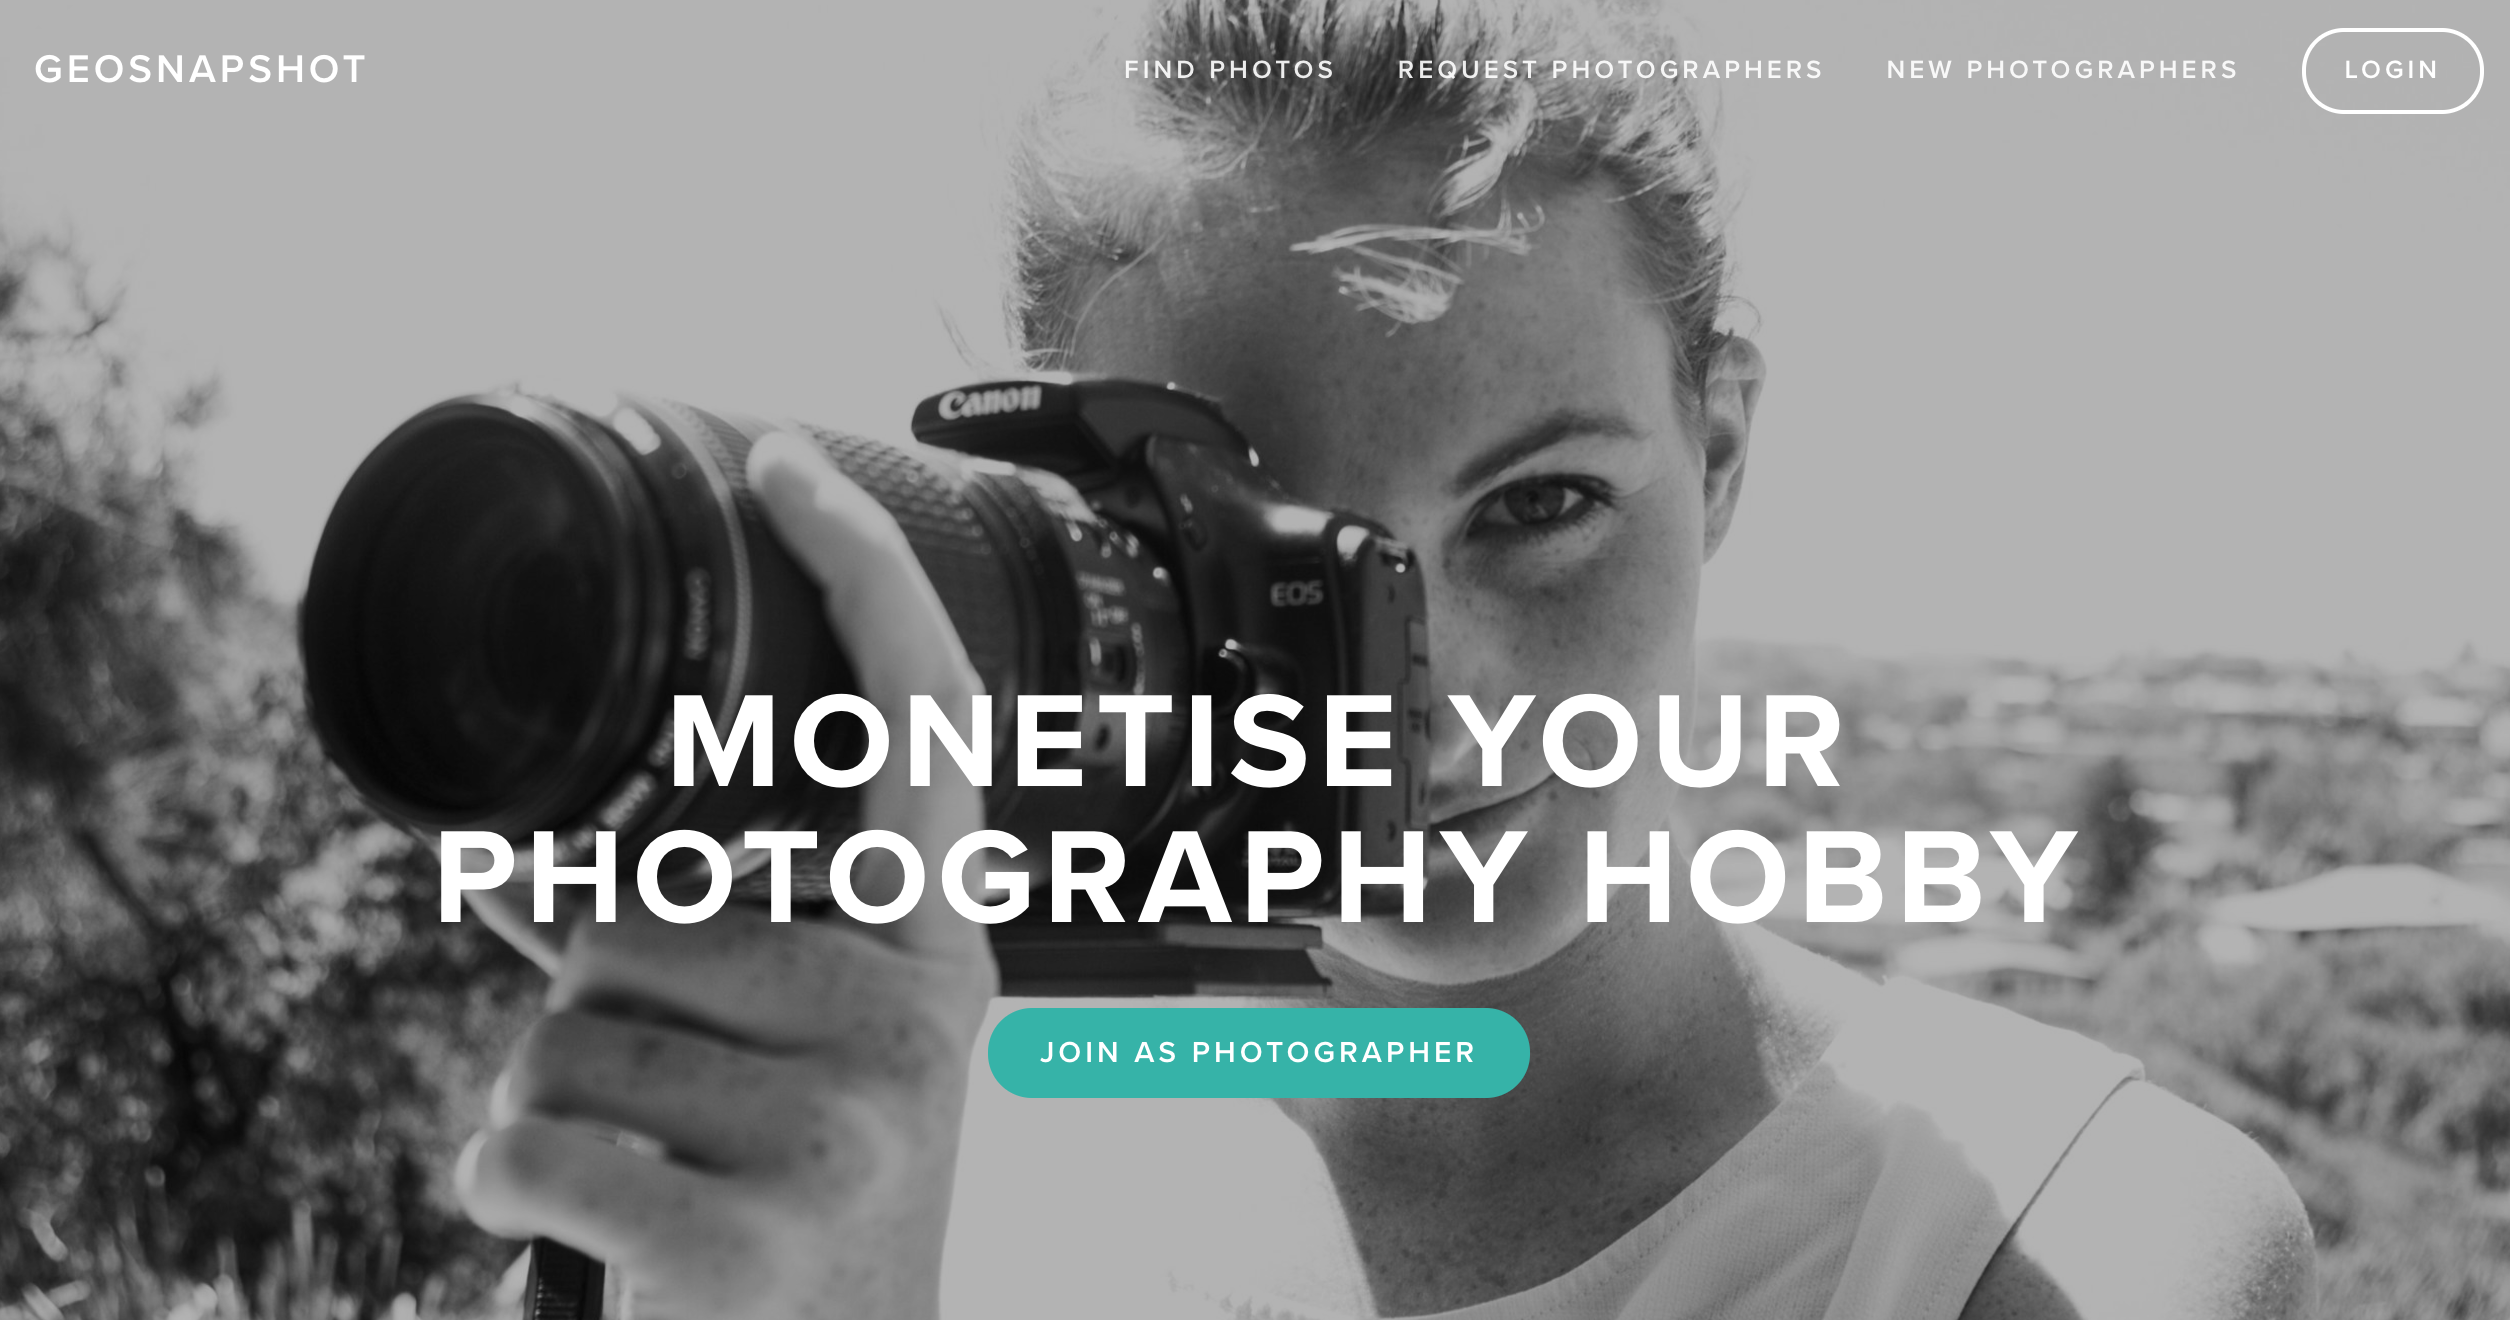 GEOSNAPSHOT
FIND PHOTOS
REQUEST PHOTOGRAPHERS
NEW PHOTOGRAPHERS
LOGIN
Canon
EOS
MONETISE YOUR
PHOTOGRAPHY HOBBY
JOIN AS PHOTOGRAPHER